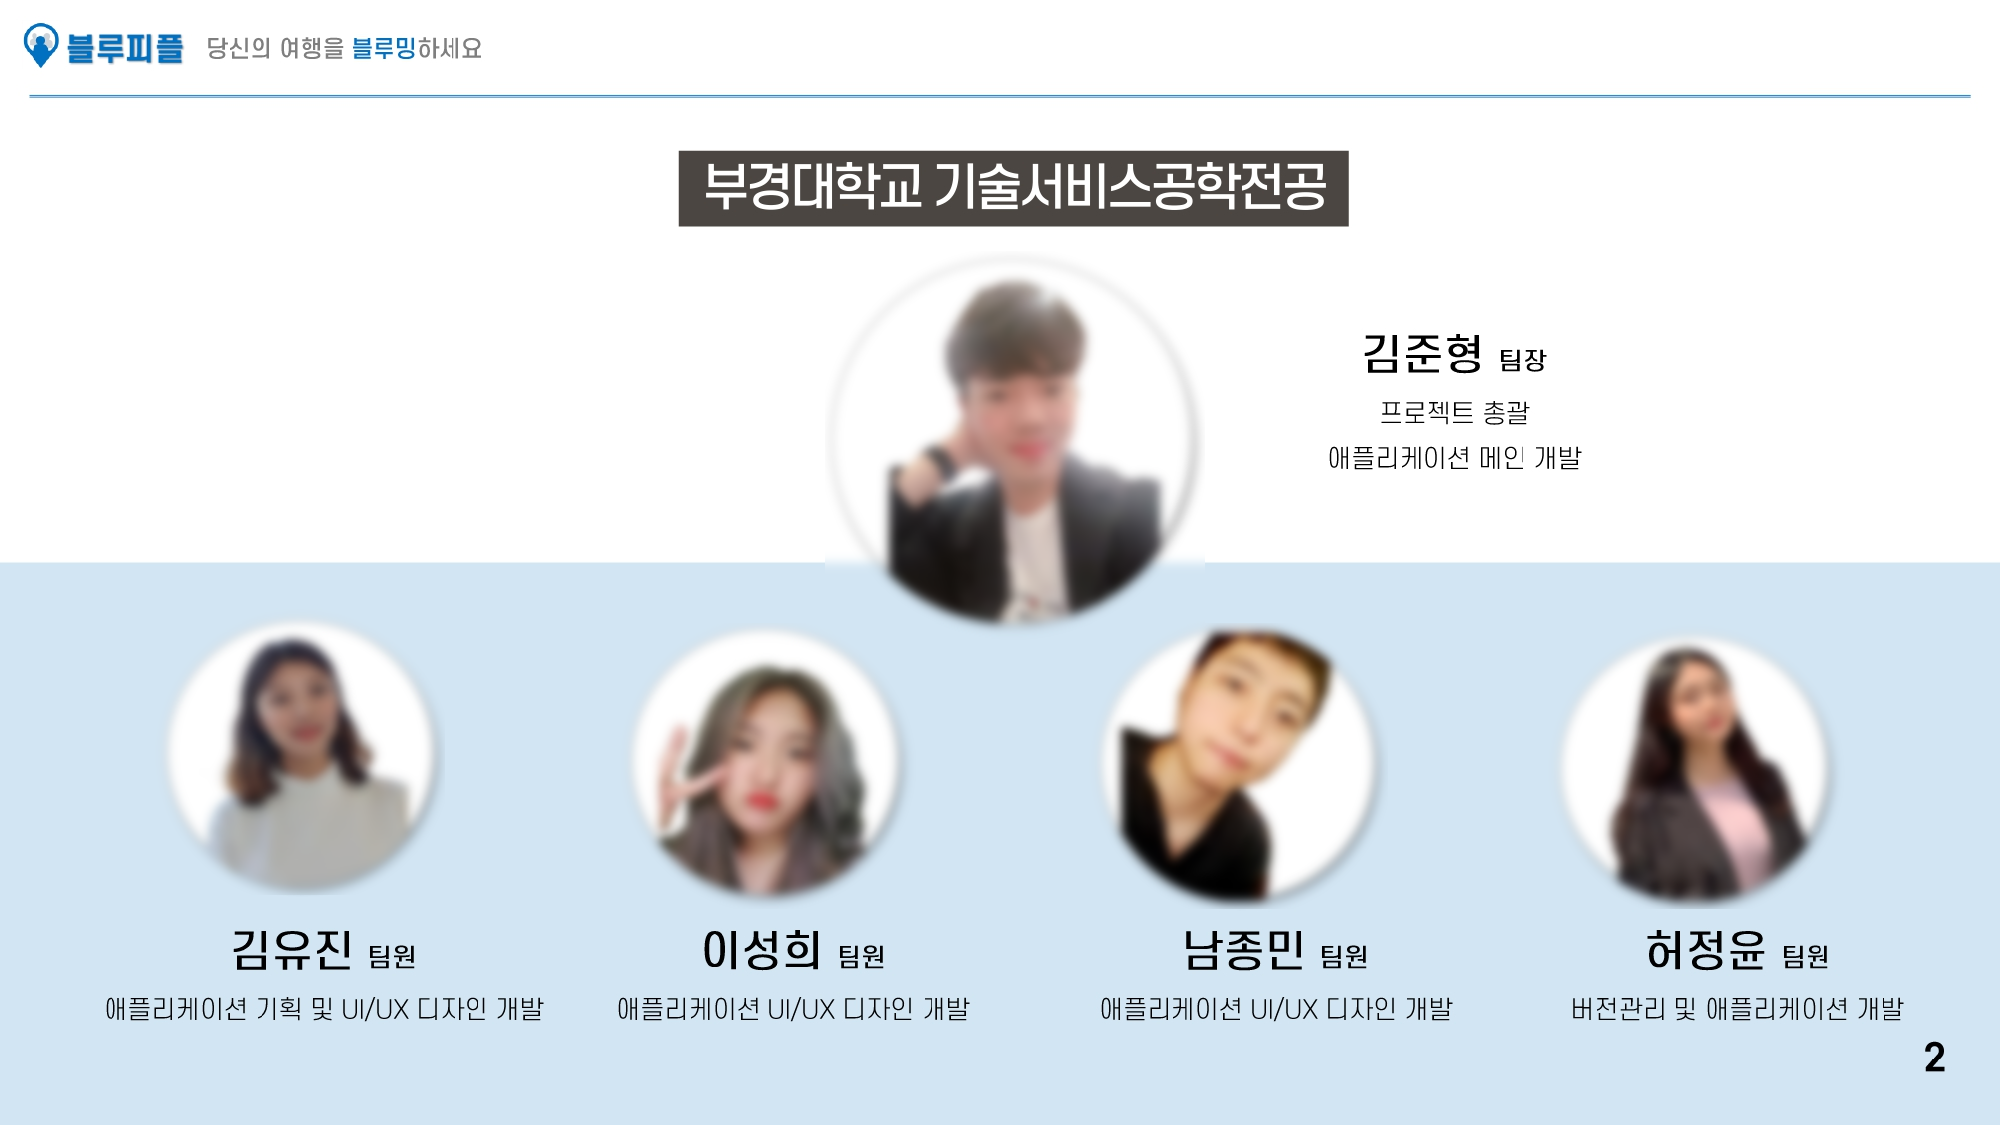 블루피플 당신의 여행을 블루밍하세요
부경대학교 기술서비스공학전공
김준형 팀장
프로젝트 총괄
애플리케이션 메인 개발
김유진 팀원
애플리케이션 기획 및 UI/UX 디자인 개발
이성희 팀원
애플리케이션 UI/UX 디자인 개발
남종민 팀원
애플리케이션 UI/UX 디자인 개발
허정윤 팀원
버전관리 및 애플리케이션 개발
2